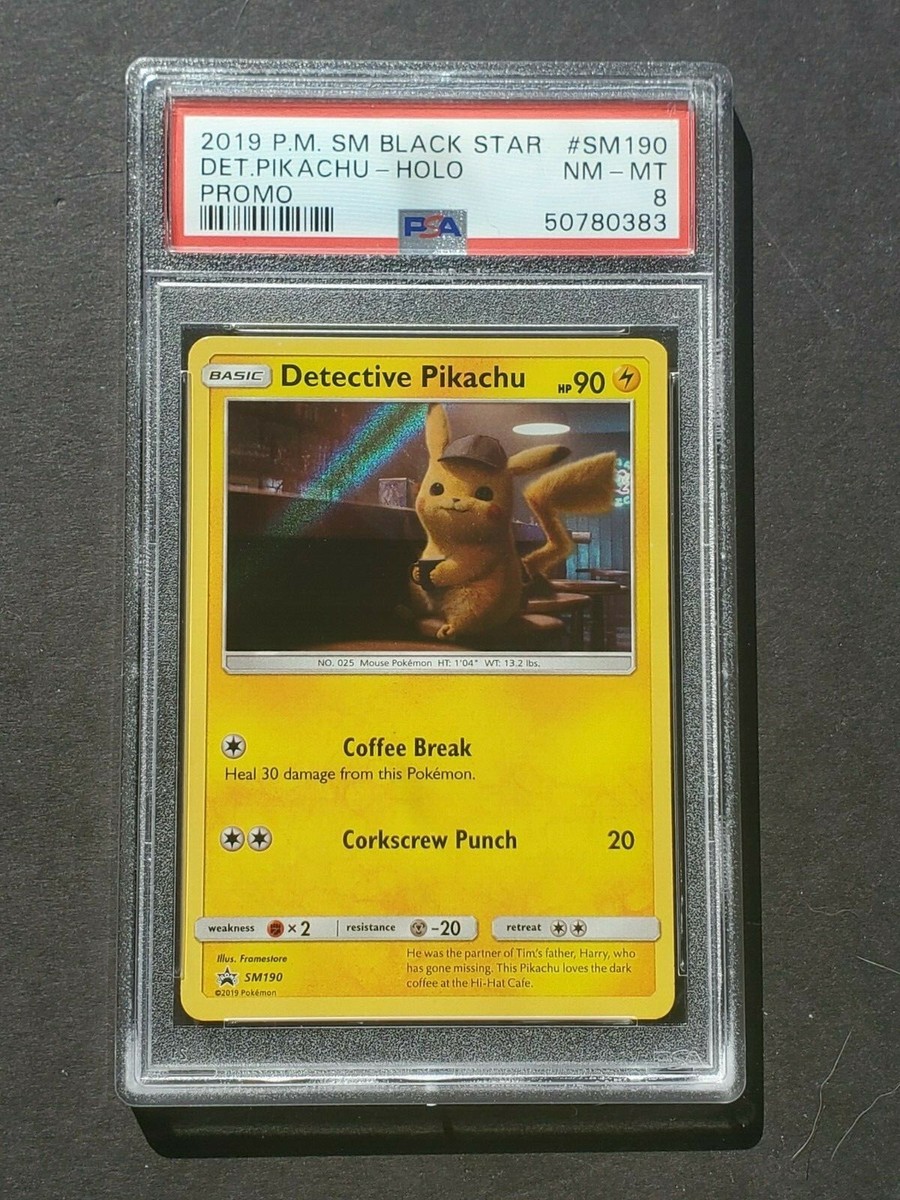 2019 P.M. SM BLACK STAR #SM190
DET.PIKACHU-HOLO NM-MT
PROMO 8
PSA 50780383
BASIC Detective Pikachu HP 90
NO. 025 Mouse Pokémon HT: 1'04" WT: 13.2 lbs.
Coffee Break
Heal 30 damage from this Pokémon.
Corkscrew Punch 20
weakness ×2 resistance -20 retreat
Illus. Framestore
SM190
©2019 Pokémon
He was the partner of Tim's father, Harry, who
has gone missing. This Pikachu loves the dark
coffee at the Hi-Hat Cafe.